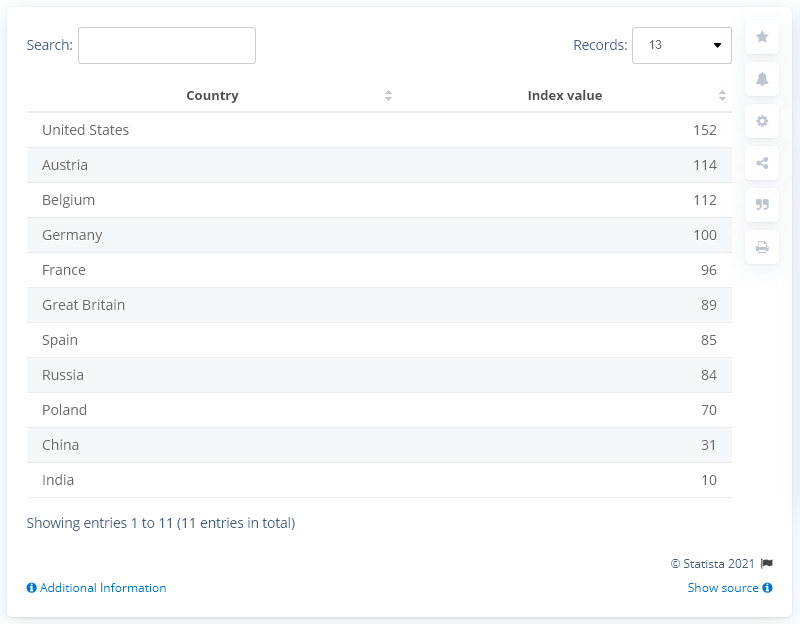 Search:
Records: 13
Country Index value
United States 152
Austria 114
Belgium 112
Germany 100
France 96
Great Britain 89
Spain 85
Russia 84
Poland 70
China 31
India 10
Showing entries 1 to 11 (11 entries in total)
© Statista 2021
Additional Information Show source